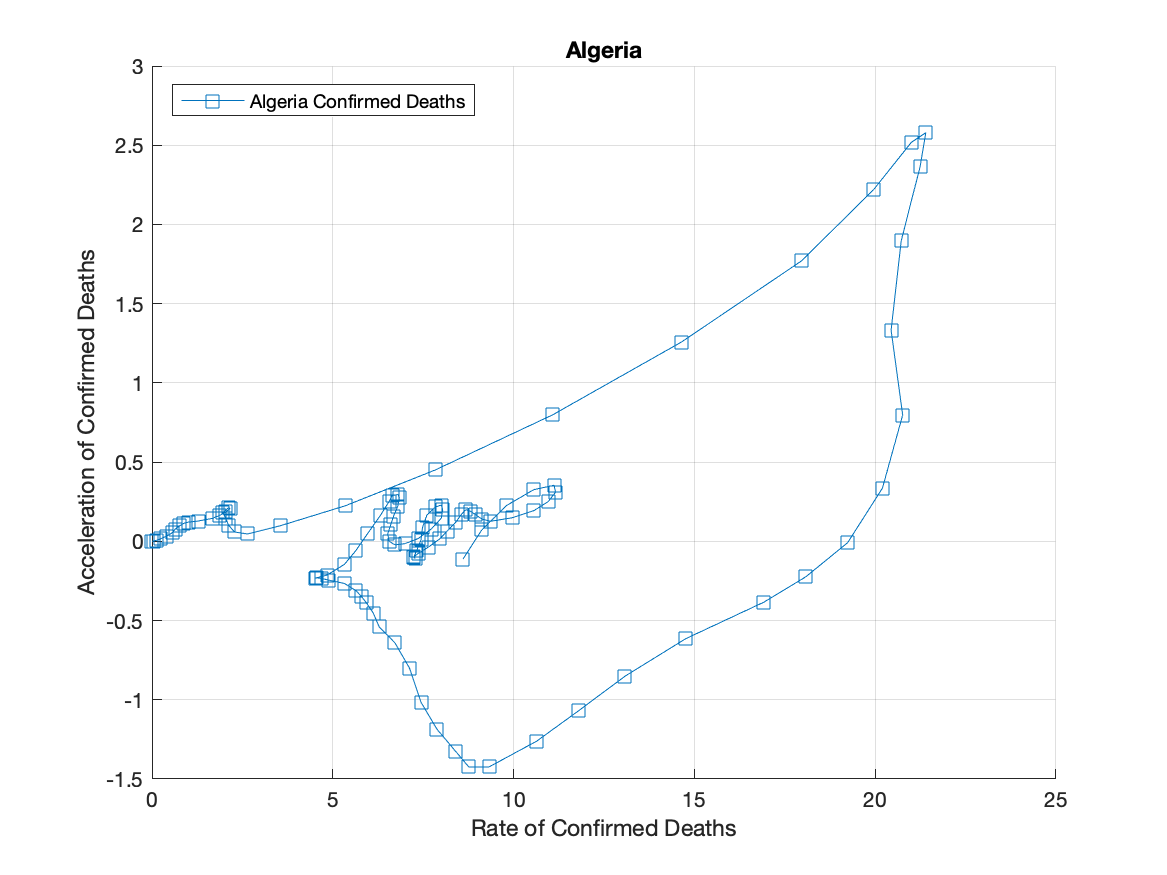 Algeria
3
Algeria Confirmed Deaths
2.5
2
1.5
1
0.5
0
-0.5
-1
-1.5
Acceleration of Confirmed Deaths
0 5 10 15 20 25
Rate of Confirmed Deaths